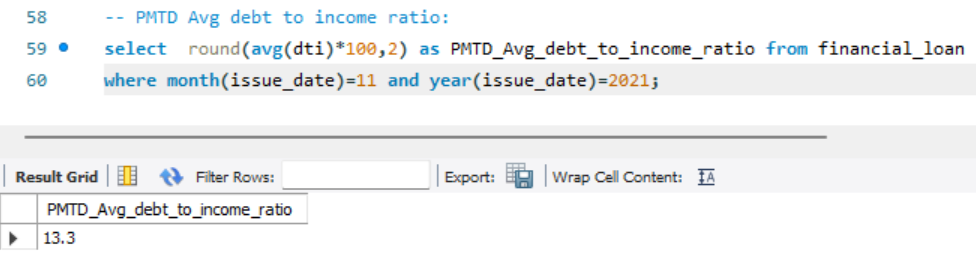 58 -- PMTD Avg debt to income ratio:
59 select round(avg(dti)*100,2) as PMTD_Avg_debt_to_income_ratio from financial_loan
60 where month(issue_date)=11 and year(issue_date)=2021;
Result Grid Filter Rows: Export: Wrap Cell Content: IA
PMTD_Avg_debt_to_income_ratio
13.3